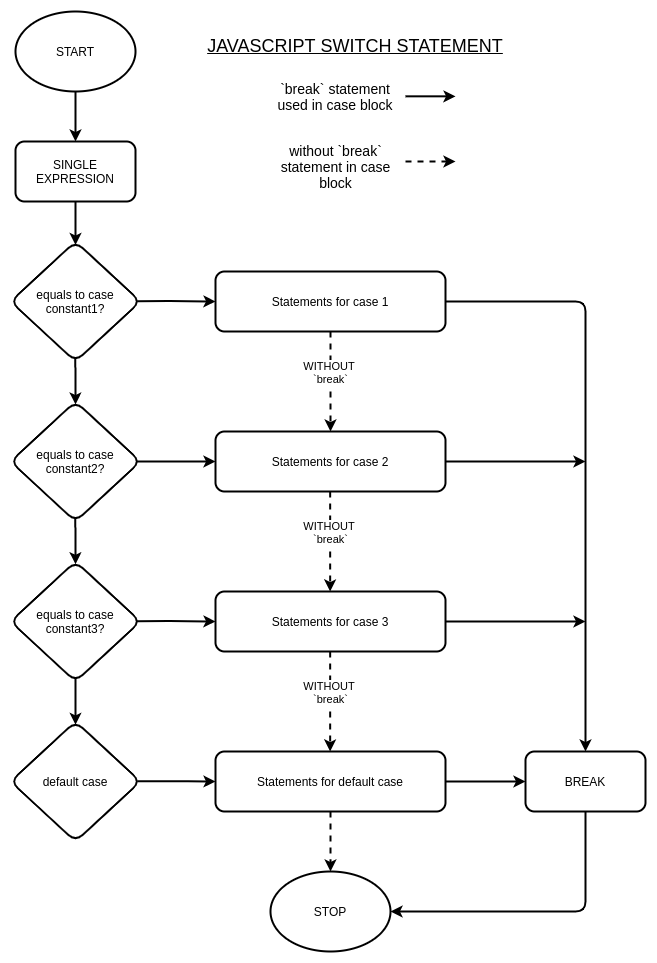 START
JAVASCRIPT SWITCH STATEMENT
`break` statement
used in case block
without `break`
statement in case
block
SINGLE
EXPRESSION
equals to case
constant1?
Statements for case 1
WITHOUT
`break`
equals to case
constant2?
Statements for case 2
WITHOUT
`break`
equals to case
constant3?
Statements for case 3
WITHOUT
`break`
default case
Statements for default case
BREAK
STOP